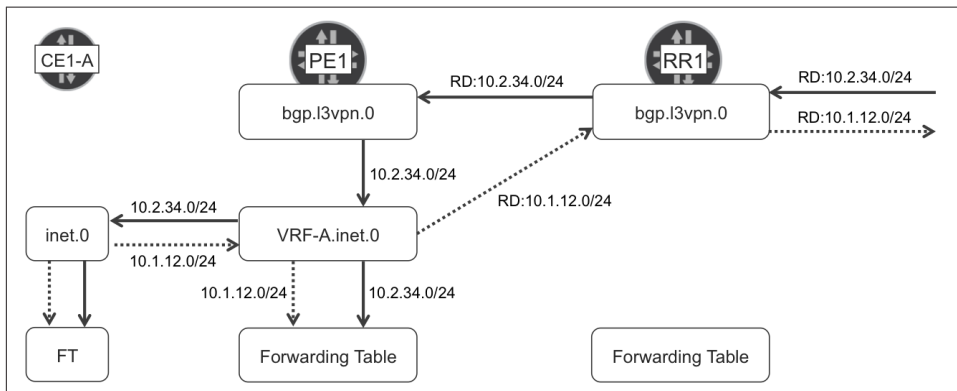 CE1-A
PE1
RR1
RD:10.2.34.0/24
RD:10.2.34.0/24
bgp.l3vpn.0
bgp.l3vpn.0
RD:10.1.12.0/24
10.2.34.0/24
RD:10.1.12.0/24
10.2.34.0/24
inet.0
VRF-A.inet.0
10.1.12.0/24
10.1.12.0/24
10.2.34.0/24
FT
Forwarding Table
Forwarding Table